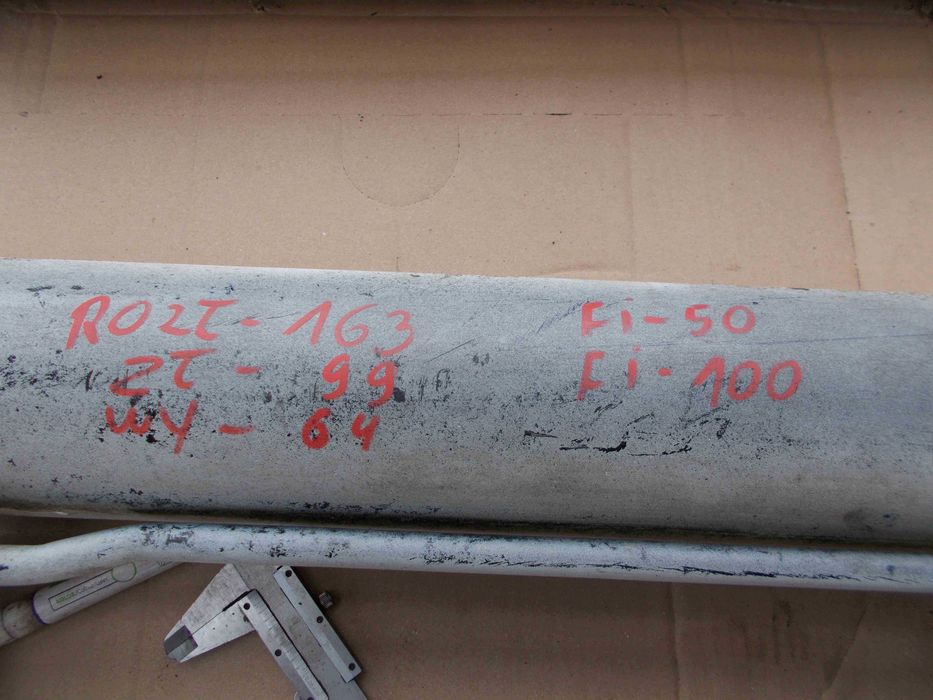 ROZT - 163
ZT - 99
WY - 64
Fi - 50
Fi - 100